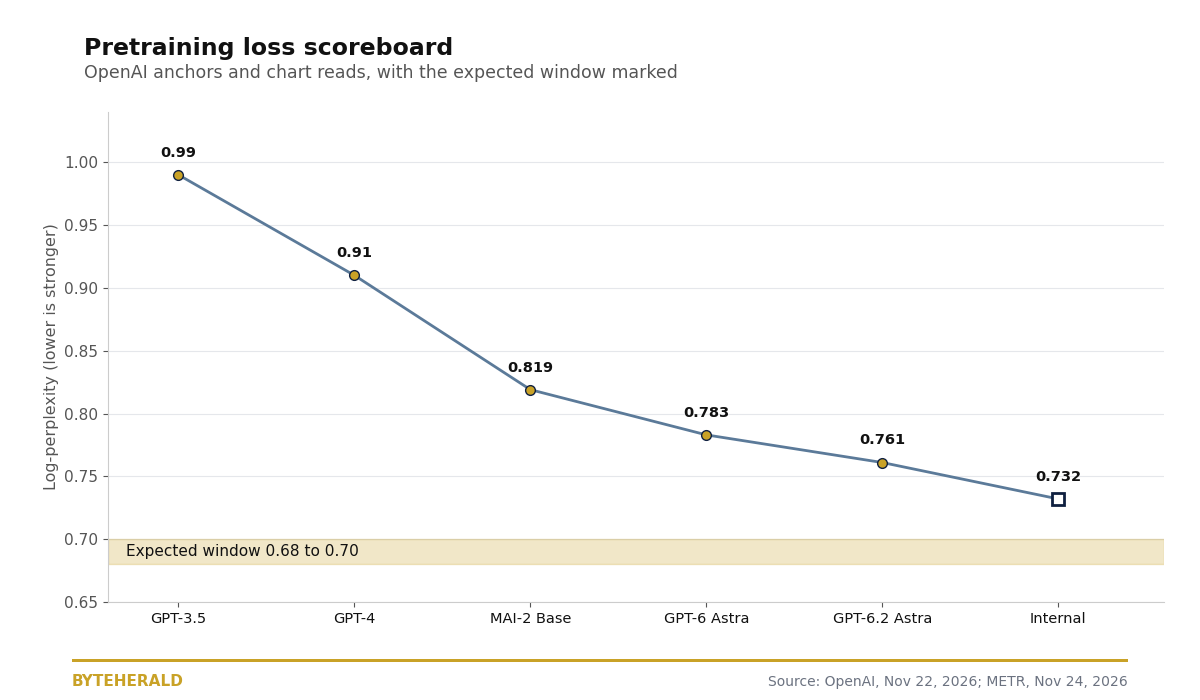 Pretraining loss scoreboard
OpenAI anchors and chart reads, with the expected window marked
Log-perplexity (lower is stronger)
1.00
0.95
0.90
0.85
0.80
0.75
0.70
0.65
0.99
0.91
0.819
0.783
0.761
0.732
Expected window 0.68 to 0.70
GPT-3.5
GPT-4
MAI-2 Base
GPT-6 Astra
GPT-6.2 Astra
Internal
BYTEHERALD
Source: OpenAI, Nov 22, 2026; METR, Nov 24, 2026